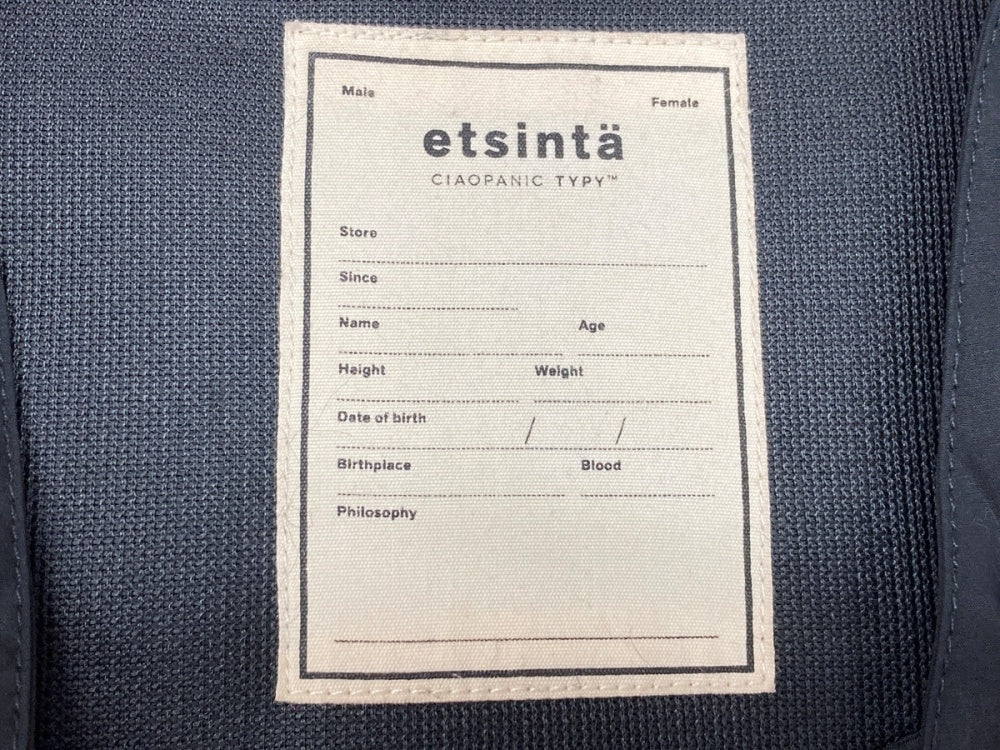 Male Female
etsintä
CIAOPANIC TYPY™
Store
Since
Name Age
Height Weight
Date of birth / /
Birthplace Blood
Philosophy